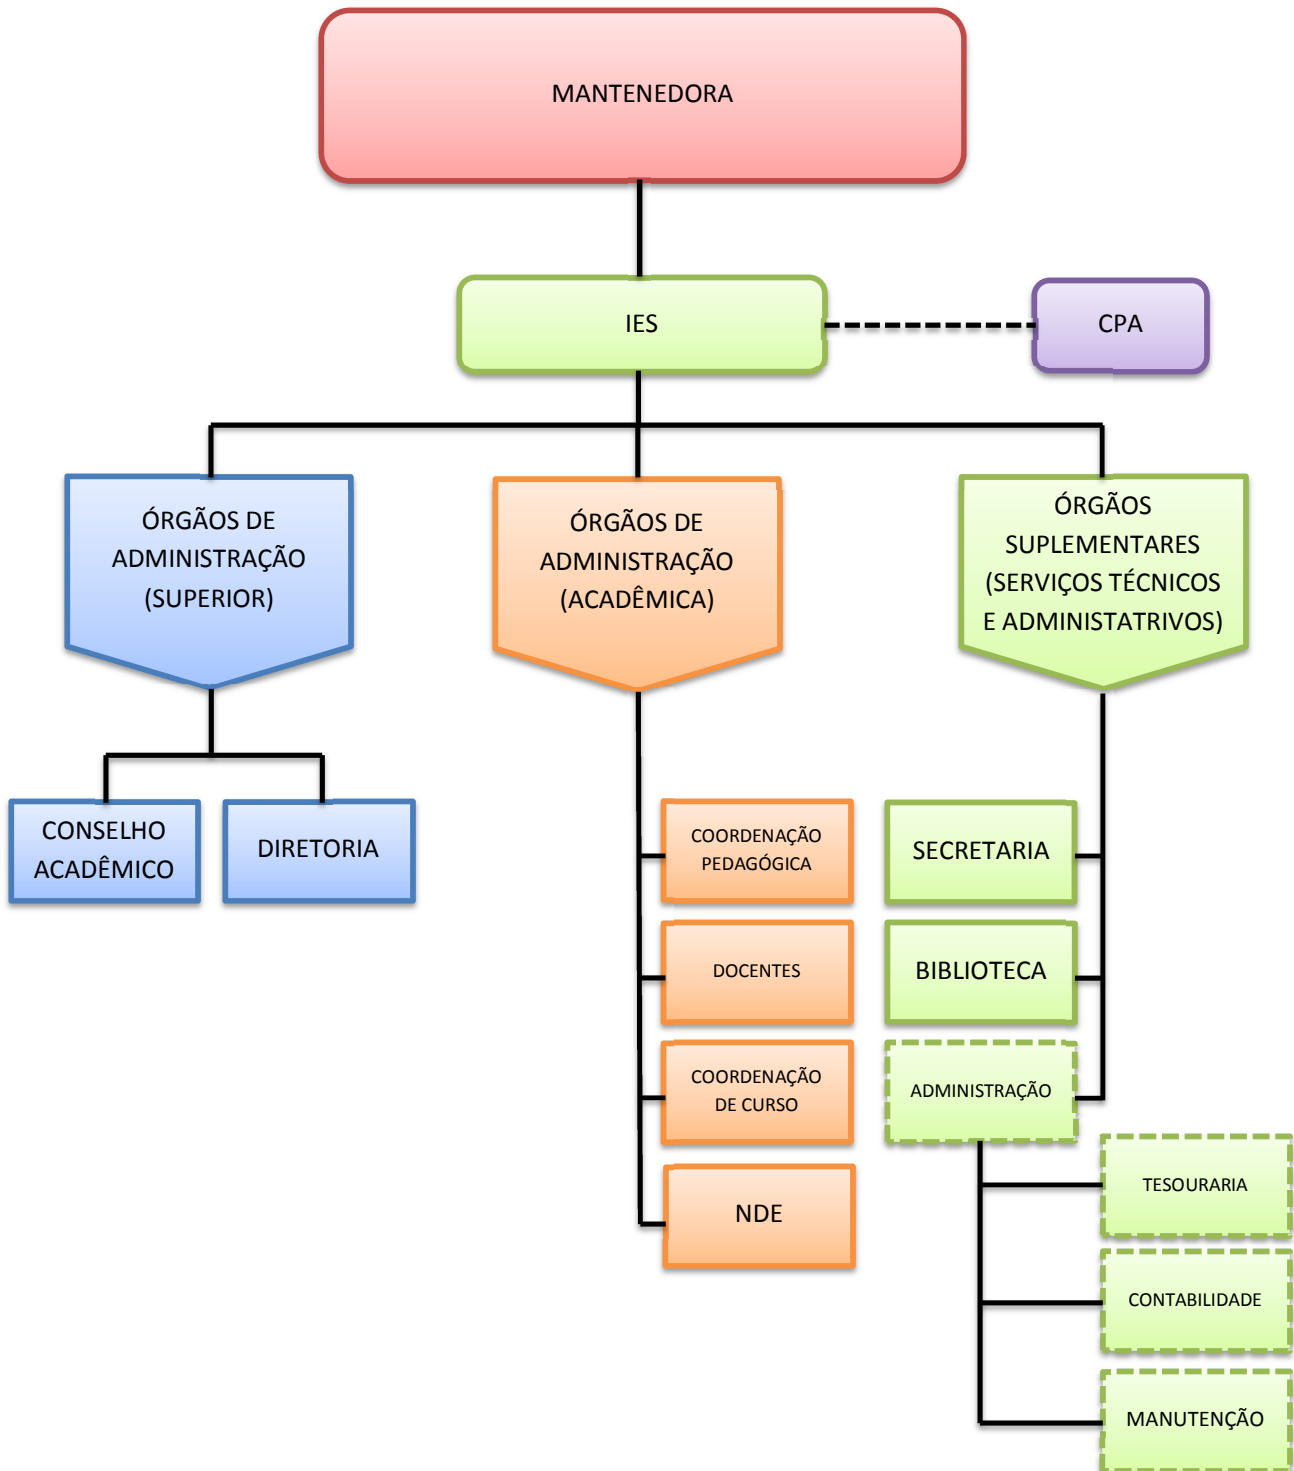 MANTENEDORA
IES
CPA
ÓRGÃOS DE
ADMINISTRAÇÃO
(SUPERIOR)
ÓRGÃOS DE
ADMINISTRAÇÃO
(ACADÊMICA)
ÓRGÃOS
SUPLEMENTARES
(SERVIÇOS TÉCNICOS
E ADMINISTATRIVOS)
CONSELHO
ACADÊMICO
DIRETORIA
COORDENAÇÃO
PEDAGÓGICA
DOCENTES
COORDENAÇÃO
DE CURSO
NDE
SECRETARIA
BIBLIOTECA
ADMINISTRAÇÃO
TESOURARIA
CONTABILIDADE
MANUTENÇÃO